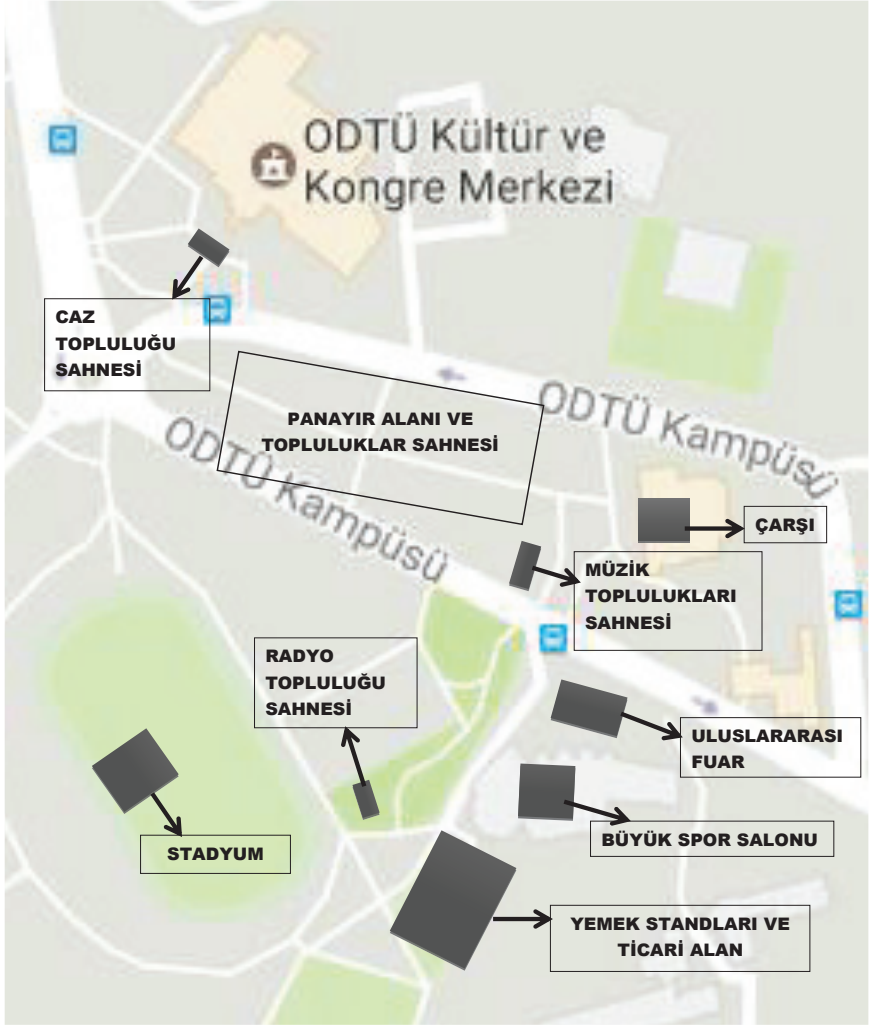 ODTÜ Kültür ve
Kongre Merkezi
CAZ
TOPLULUĞU
SAHNESİ
PANAYIR ALANI VE
TOPLULUKLAR SAHNESİ
ODTÜ Kampüsü
ODTÜ Kampüsü
ÇARŞI
MÜZİK
TOPLULUKLARI
SAHNESİ
RADYO
TOPLULUĞU
SAHNESİ
ULUSLARARASI
FUAR
STADYUM
BÜYÜK SPOR SALONU
YEMEK STANDLARI VE
TİCARİ ALAN